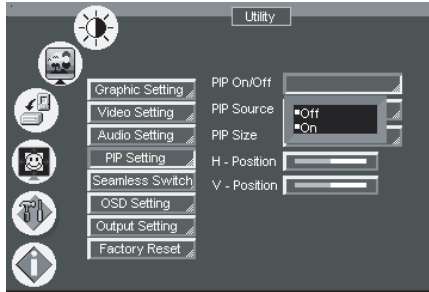 Utility
Graphic Setting
Video Setting
Audio Setting
PIP Setting
Seamless Switch
OSD Setting
Output Setting
Factory Reset
PIP On/Off
PIP Source
PIP Size
H - Position
V - Position
Off
On